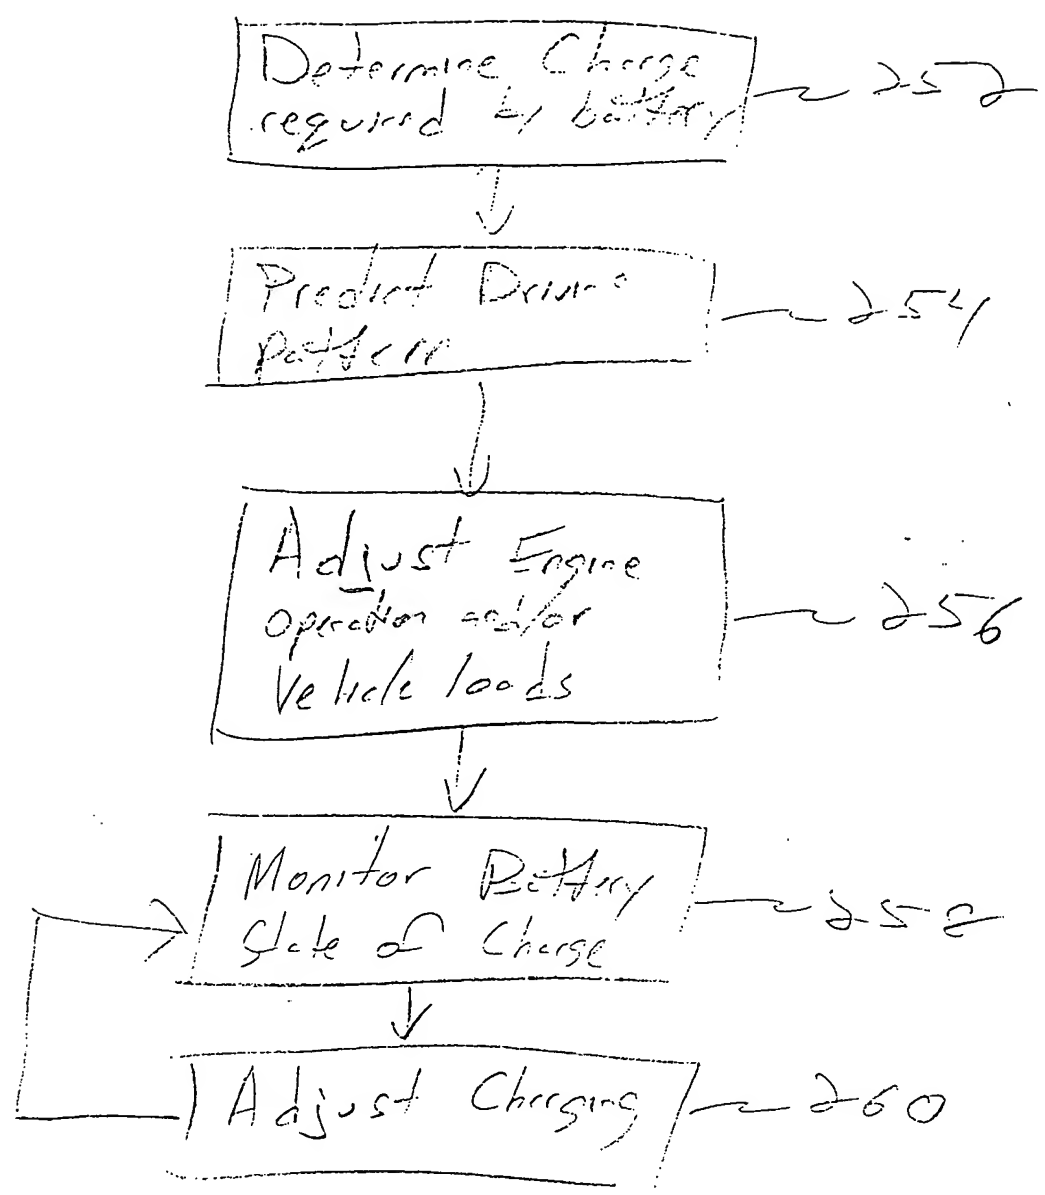 Determine Charge
required by battery
252
Predict Driving
pattern
254
Adjust Engine
operation and/or
Vehicle loads
256
Monitor Battery
State of Charge
258
Adjust Charging
260